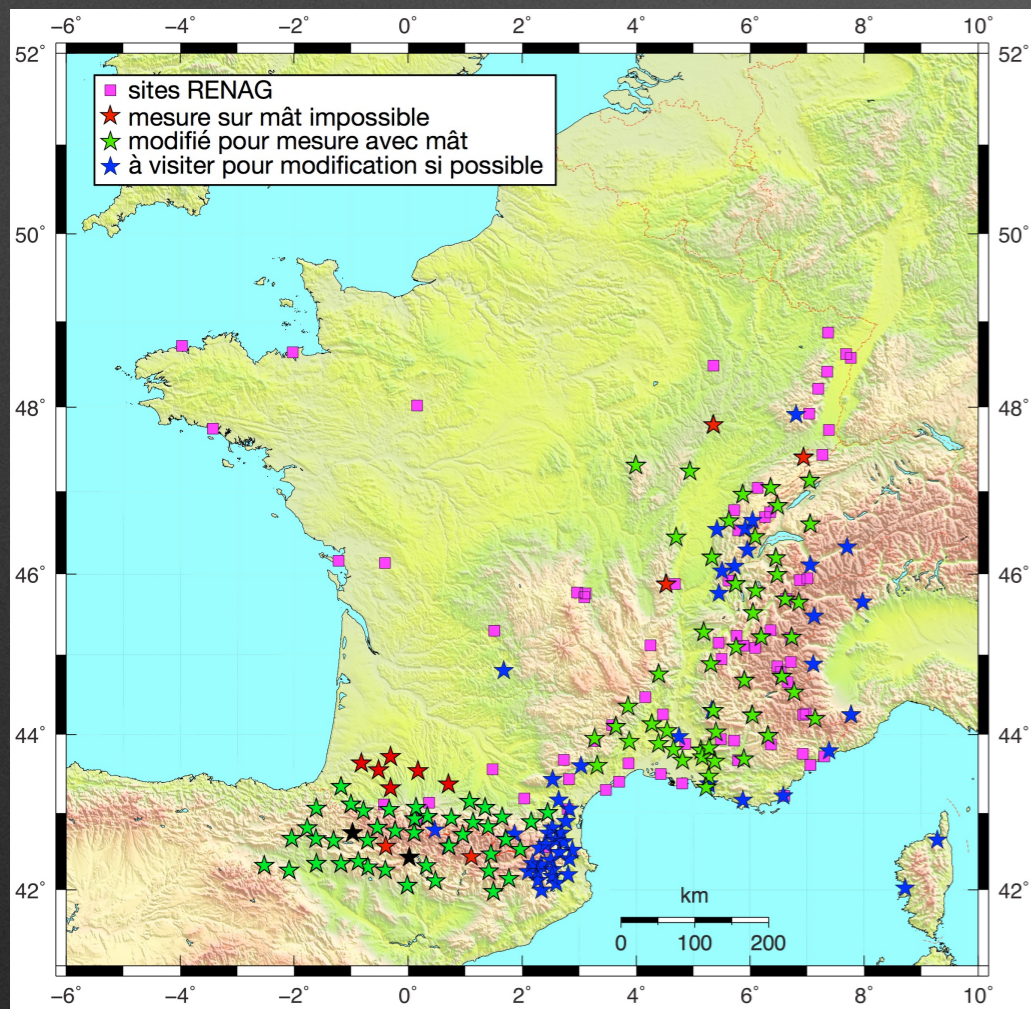 −6° −4° −2° 0° 2° 4° 6° 8° 10°
52° 52°
sites RENAG
mesure sur mât impossible
modifié pour mesure avec mât
à visiter pour modification si possible
50° 50°
48° 48°
46° 46°
44° 44°
km
42° 42°
0 100 200
−6° −4° −2° 0° 2° 4° 6° 8° 10°